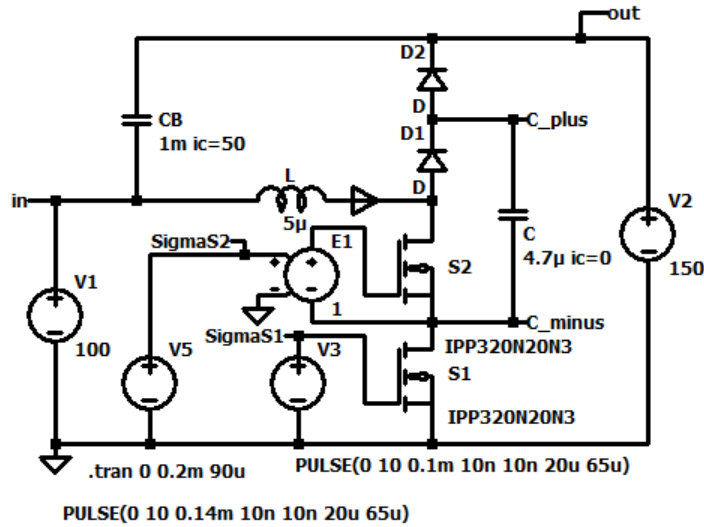 out
D2
CB
1m ic=50
D
C_plus
D1
in
L
D
5µ
V2
SigmaS2
E1
C
4.7µ ic=0
S2
150
V1
1
C_minus
SigmaS1
V3
IPP320N20N3
100
V5
S1
IPP320N20N3
.tran 0 0.2m 90u
PULSE(0 10 0.1m 10n 10n 20u 65u)
PULSE(0 10 0.14m 10n 10n 20u 65u)